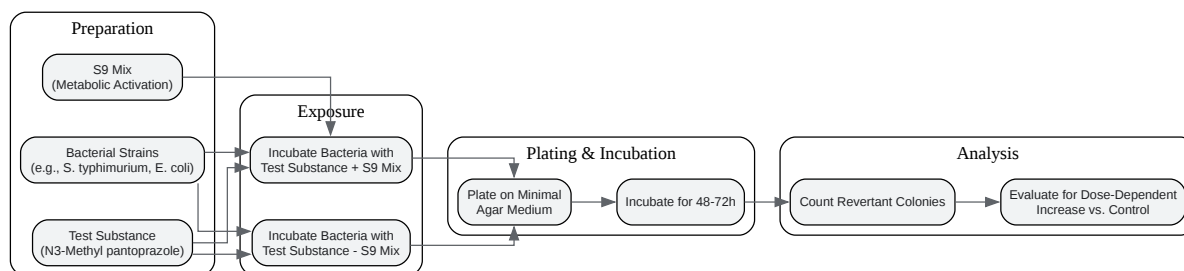 Preparation
S9 Mix
(Metabolic Activation)
Bacterial Strains
(e.g., S. typhimurium, E. coli)
Test Substance
(N3-Methyl pantoprazole)
Exposure
Incubate Bacteria with
Test Substance + S9 Mix
Incubate Bacteria with
Test Substance - S9 Mix
Plating & Incubation
Plate on Minimal
Agar Medium
Incubate for 48-72h
Analysis
Count Revertant Colonies
Evaluate for Dose-Dependent
Increase vs. Control